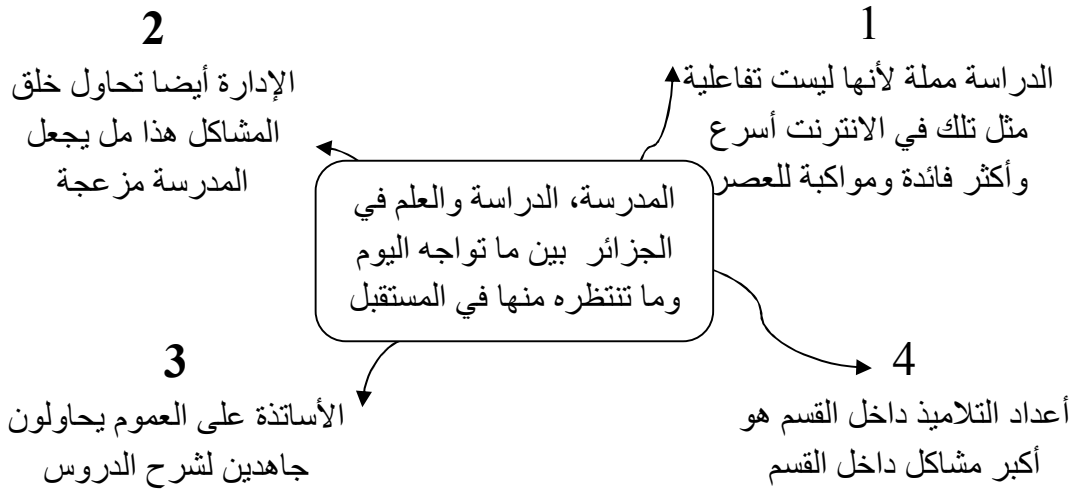 1
الدراسة مملة لأنها ليست تفاعلية
مثل تلك في الانترنت أسرع
وأكثر فائدة ومواكبة للعصر
2
الإدارة أيضا تحاول خلق
المشاكل هذا مل يجعل
المدرسة مزعجة
المدرسة، الدراسة والعلم في
الجزائر بين ما تواجه اليوم
وما تنتظره منها في المستقبل
3
الأساتذة على العموم يحاولون
جاهدين لشرح الدروس
4
أعداد التلاميذ داخل القسم هو
أكبر مشاكل داخل القسم